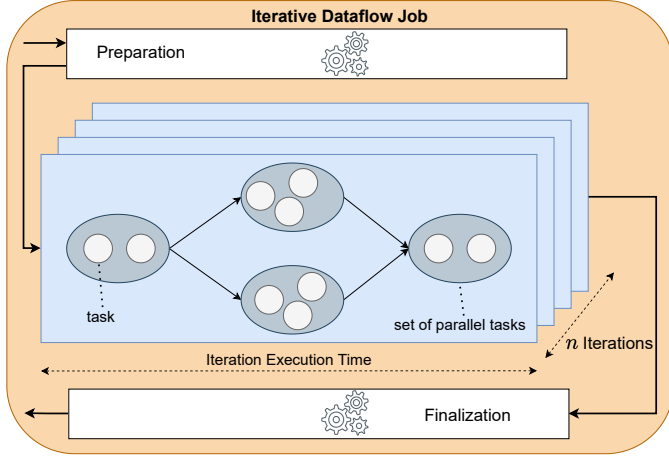 Iterative Dataflow Job
Preparation
task
set of parallel tasks
n Iterations
Iteration Execution Time
Finalization